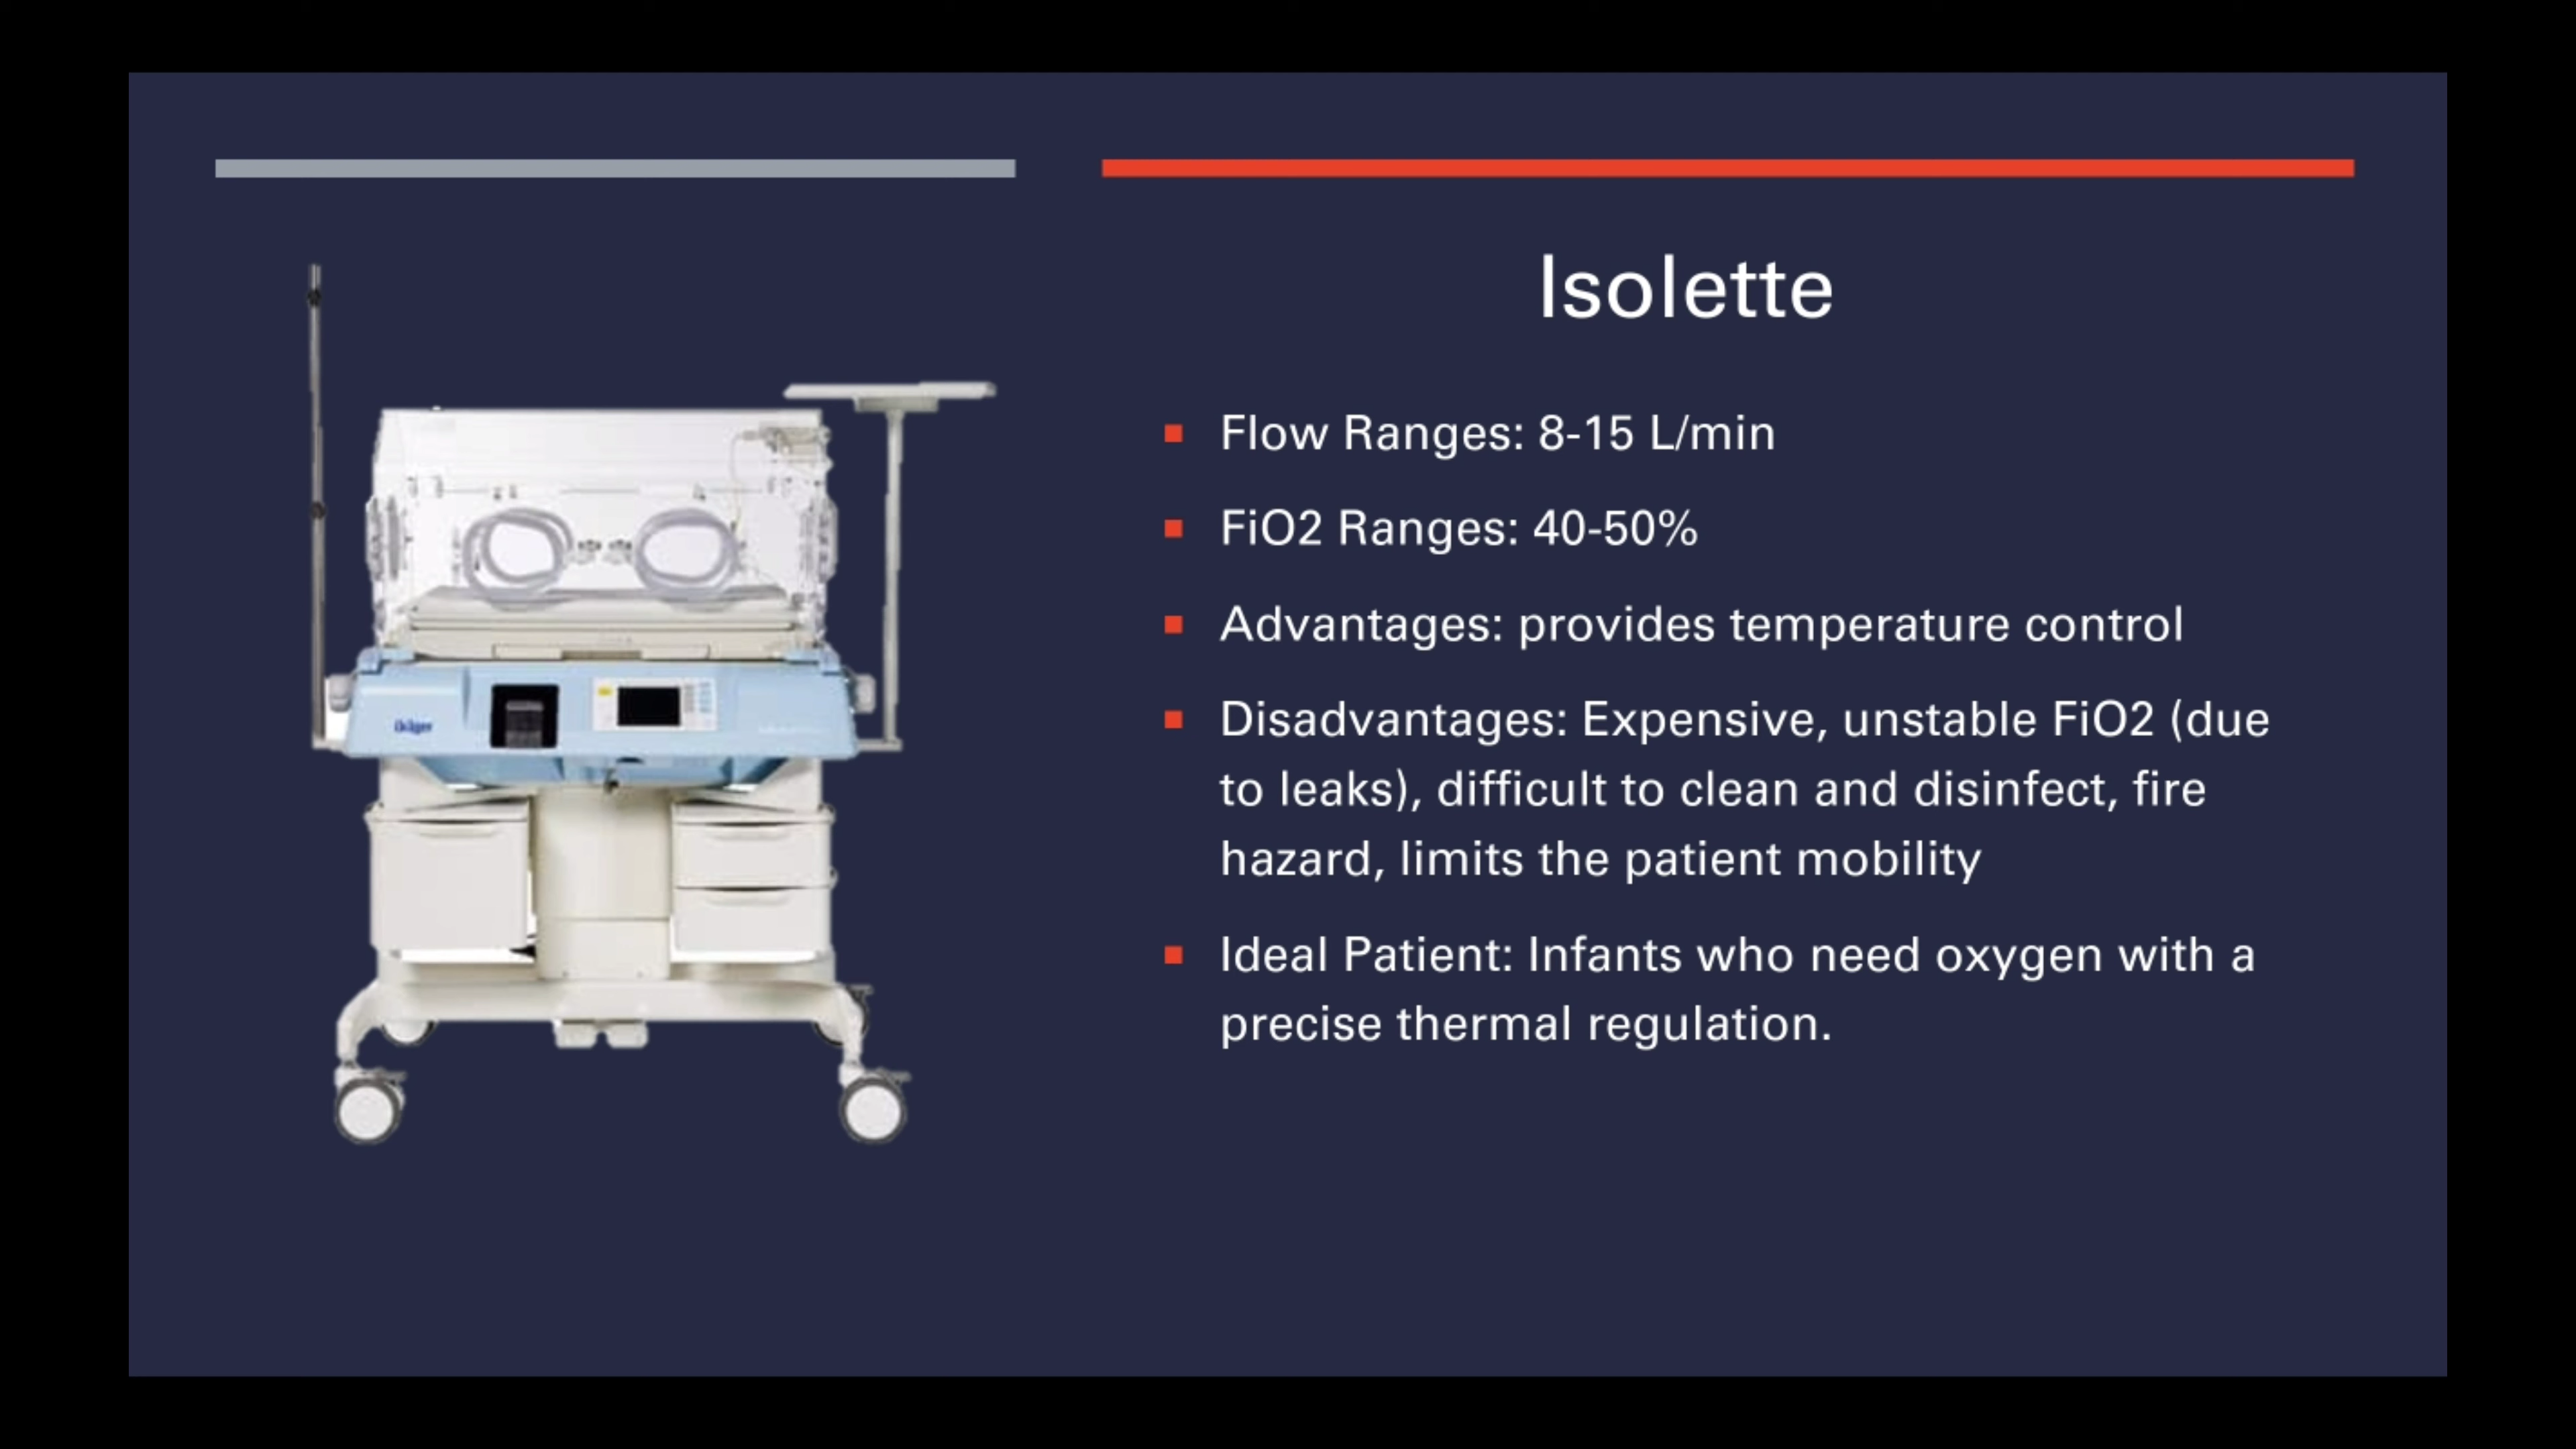 Isolette
Flow Ranges: 8-15 L/min
FiO2 Ranges: 40-50%
Advantages: provides temperature control
Disadvantages: Expensive, unstable FiO2 (due
to leaks), difficult to clean and disinfect, fire
hazard, limits the patient mobility
Ideal Patient: Infants who need oxygen with a
precise thermal regulation.
Dräger